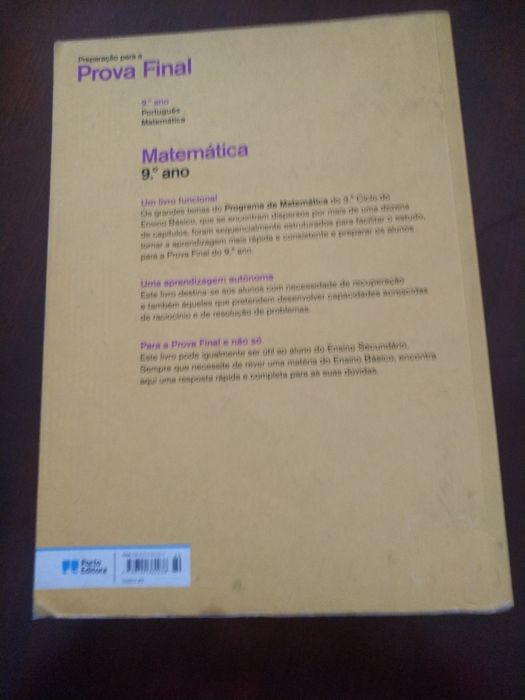 Preparação para a
Prova Final
9.º ano
Português
Matemática
Matemática
9.º ano
Um livro funcional
Os grandes temas do Programa de Matemática do 3.º Ciclo do
Ensino Básico, que se encontram dispersos por mais de uma dezena
de capítulos, foram sequencialmente estruturados para facilitar o estudo,
tornar a aprendizagem mais rápida e consistente e preparar os alunos
para a Prova Final do 9.º ano.
Uma aprendizagem autónoma
Este livro destina-se aos alunos com necessidade de recuperação
e também àqueles que pretendem desenvolver capacidades acrescidas
de raciocínio e de resolução de problemas.
Para a Prova Final e não só
Este livro pode igualmente ser útil ao aluno do Ensino Secundário.
Sempre que necessite de rever uma matéria do Ensino Básico, encontra
aqui uma resposta rápida e completa para as suas dúvidas.
Porto
Editora